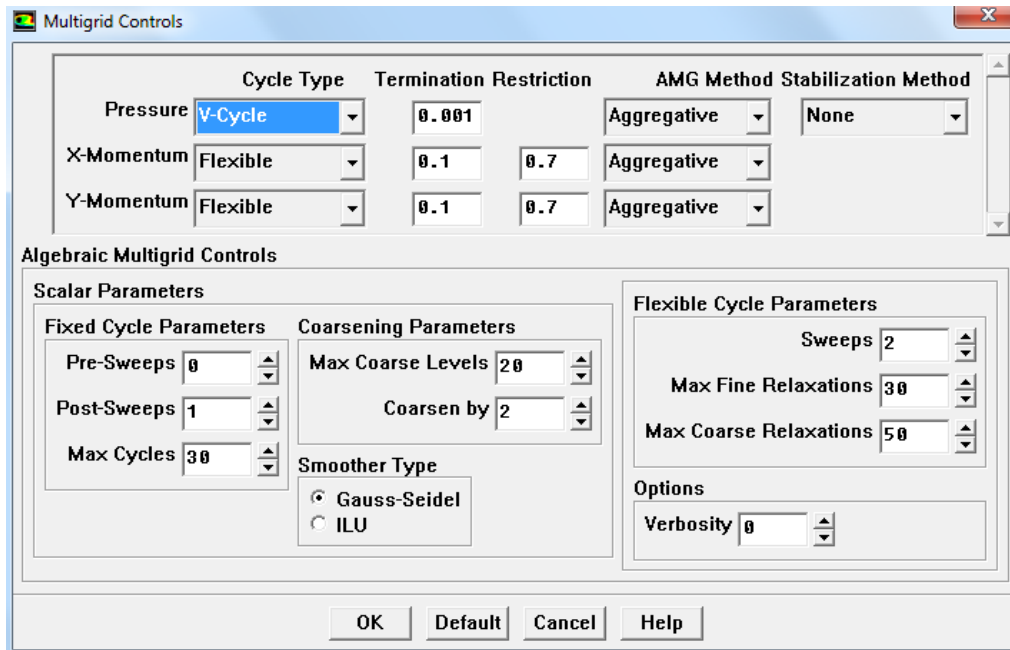 Multigrid Controls
Cycle Type Termination Restriction AMG Method Stabilization Method
Pressure V-Cycle 0.001 Aggregative None
X-Momentum Flexible 0.1 0.7 Aggregative
Y-Momentum Flexible 0.1 0.7 Aggregative
Algebraic Multigrid Controls
Scalar Parameters
Fixed Cycle Parameters
Pre-Sweeps 0
Post-Sweeps 1
Max Cycles 30
Coarsening Parameters
Max Coarse Levels 20
Coarsen by 2
Smoother Type
Gauss-Seidel
ILU
Flexible Cycle Parameters
Sweeps 2
Max Fine Relaxations 30
Max Coarse Relaxations 50
Options
Verbosity 0
OK Default Cancel Help